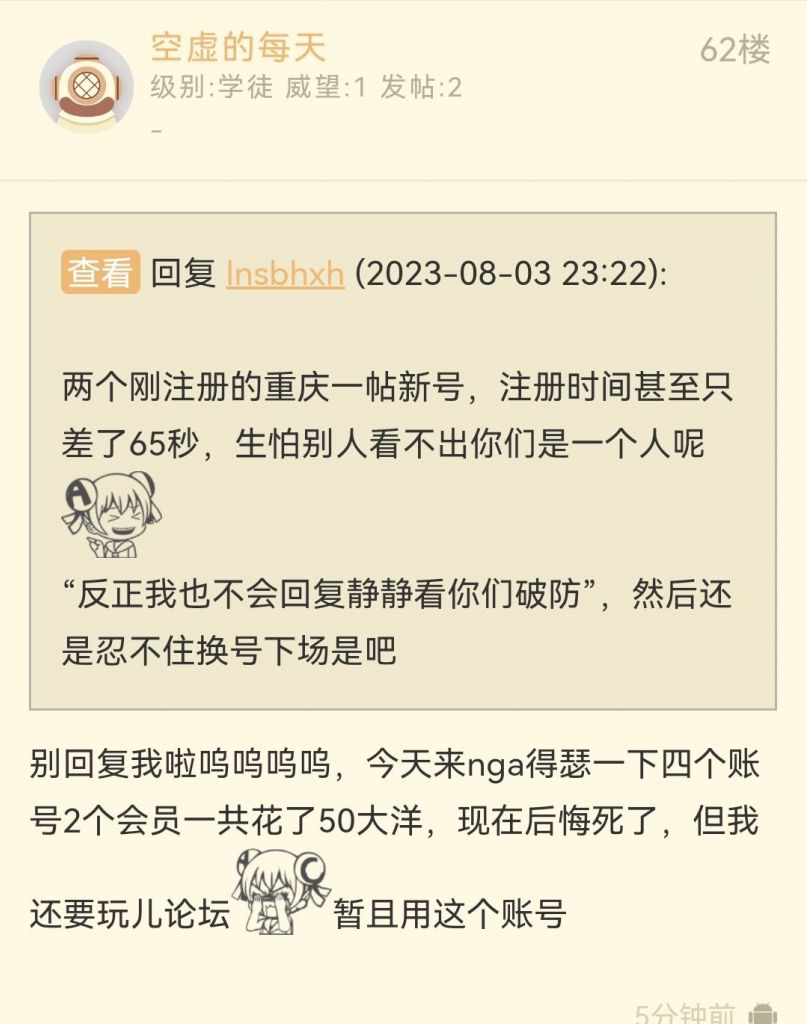 空虚的每天
62楼
级别:学徒 威望:1 发帖:2
-
查看 回复 lnsbhxh (2023-08-03 23:22):
两个刚注册的重庆一帖新号，注册时间甚至只
差了65秒，生怕别人看不出你们是一个人呢
A
“反正我也不会回复静静看你们破防”，然后还
是忍不住换号下场是吧
别回复我啦呜呜呜呜，今天来nga得瑟一下四个账
号2个会员一共花了50大洋，现在后悔死了，但我
还要玩儿论坛 C 暂且用这个账号
5分钟前